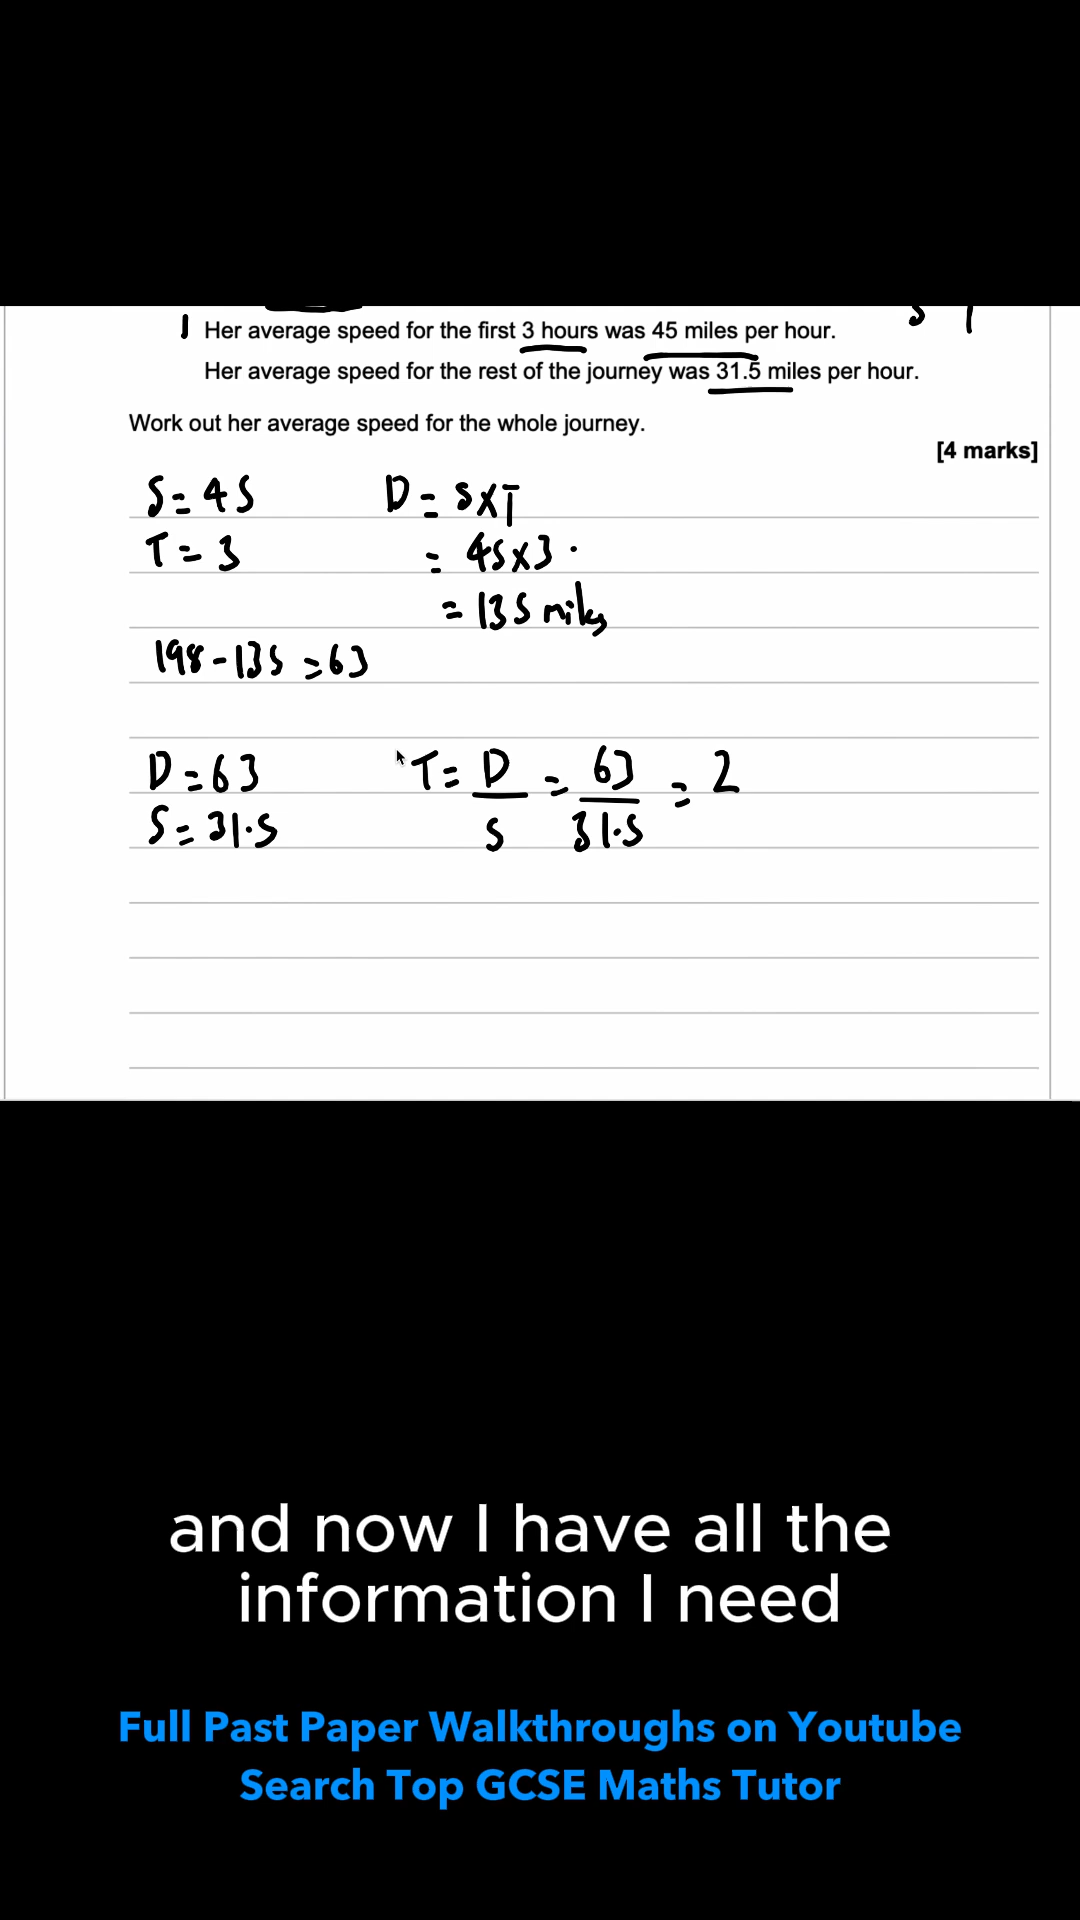 Her average speed for the first 3 hours was 45 miles per hour.
Her average speed for the rest of the journey was 31.5 miles per hour.
Work out her average speed for the whole journey.
[4 marks]
S = 45 D = S × T
T = 3 = 45 × 3
= 135 miles
198 - 135 = 63
D = 63 T = D/S = 63/31.5 = 2
S = 31.5
and now I have all the
information I need
Full Past Paper Walkthroughs on Youtube
Search Top GCSE Maths Tutor